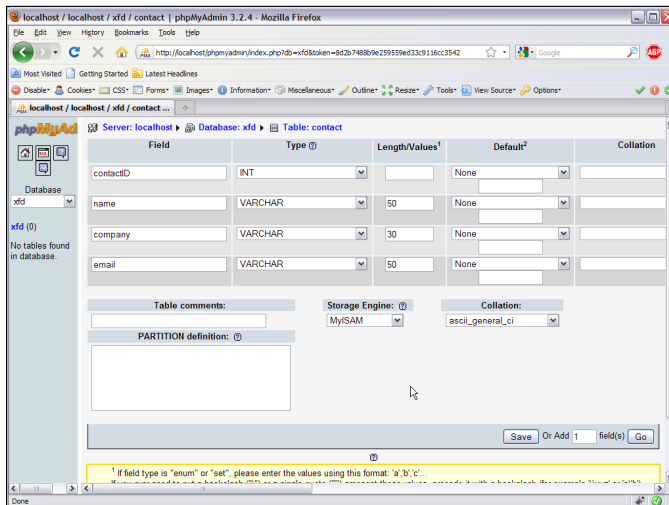 localhost / localhost / xfd / contact | phpMyAdmin 3.2.4 - Mozilla Firefox
File Edit View History Bookmarks Tools Help
http://localhost/phpmyadmin/index.php?db=xfd&token=8d2b7488b9e259559ed33c9116cc3542 Google ABP
Most Visited Getting Started Latest Headlines
Disable Cookies CSS Forms Images Information Miscellaneous Outline Resize Tools View Source Options
localhost / localhost / xfd / contact ...
phpMyAd Server: localhost Database: xfd Table: contact
Field Type Length/Values1 Default2 Collation
contactID INT None
name VARCHAR 50 None
company VARCHAR 30 None
email VARCHAR 50 None
Database
xfd
xfd (0)
No tables found
in database.
Table comments: Storage Engine: Collation:
MyISAM ascii_general_ci
PARTITION definition:
Save Or Add 1 field(s) Go
1 If field type is "enum" or "set", please enter the values using this format: 'a','b','c'...
Done